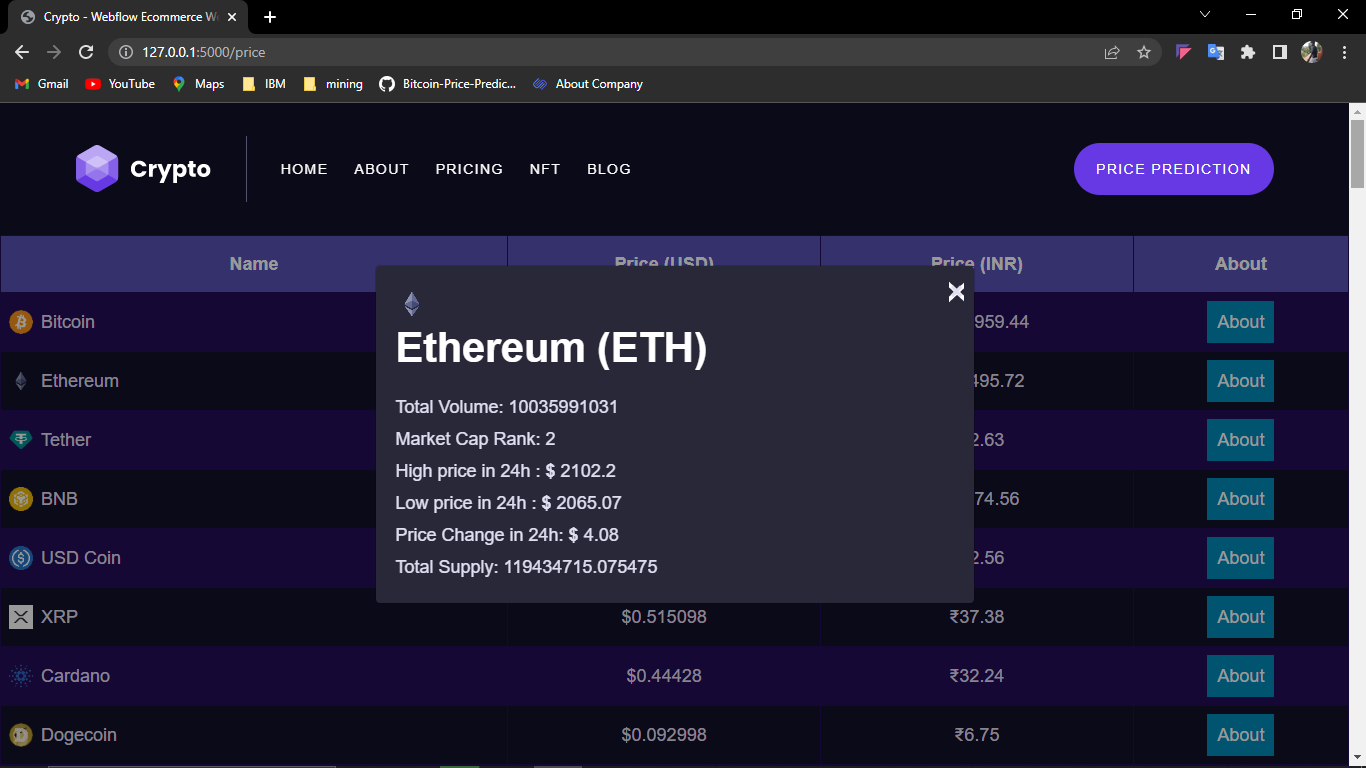 Crypto - Webflow Ecommerce W
127.0.0.1:5000/price
Gmail YouTube Maps IBM mining Bitcoin-Price-Predic... About Company
Crypto HOME ABOUT PRICING NFT BLOG PRICE PREDICTION
Name Price (USD) Price (INR) About
Ethereum (ETH)
Total Volume: 10035991031
Market Cap Rank: 2
High price in 24h : $ 2102.2
Low price in 24h : $ 2065.07
Price Change in 24h: $ 4.08
Total Supply: 119434715.075475
Bitcoin 959.44 About
Ethereum 495.72 About
Tether 2.63 About
BNB 74.56 About
USD Coin 2.56 About
XRP $0.515098 ₹37.38 About
Cardano $0.44428 ₹32.24 About
Dogecoin $0.092998 ₹6.75 About